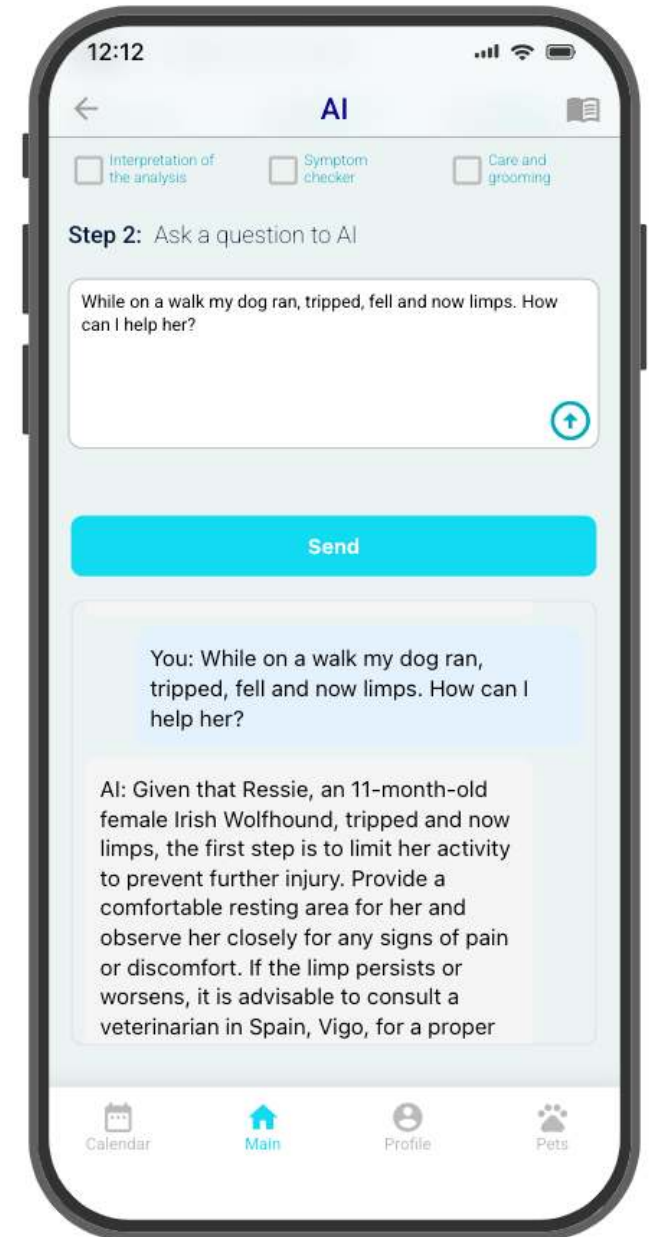 12:12
AI
Interpretation of
the analysis
Symptom
checker
Care and
grooming
Step 2: Ask a question to AI
While on a walk my dog ran, tripped, fell and now limps. How
can I help her?
Send
You: While on a walk my dog ran,
tripped, fell and now limps. How can I
help her?
AI: Given that Ressie, an 11-month-old
female Irish Wolfhound, tripped and now
limps, the first step is to limit her activity
to prevent further injury. Provide a
comfortable resting area for her and
observe her closely for any signs of pain
or discomfort. If the limp persists or
worsens, it is advisable to consult a
veterinarian in Spain, Vigo, for a proper
Calendar
Main
Profile
Pets